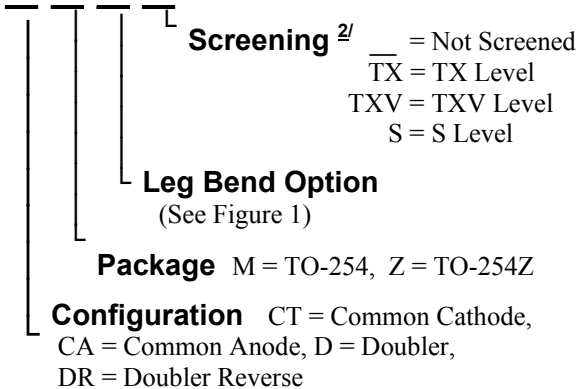 Screening 2/ __ = Not Screened
TX = TX Level
TXV = TXV Level
S = S Level
Leg Bend Option
(See Figure 1)
Package M = TO-254, Z = TO-254Z
Configuration CT = Common Cathode,
CA = Common Anode, D = Doubler,
DR = Doubler Reverse